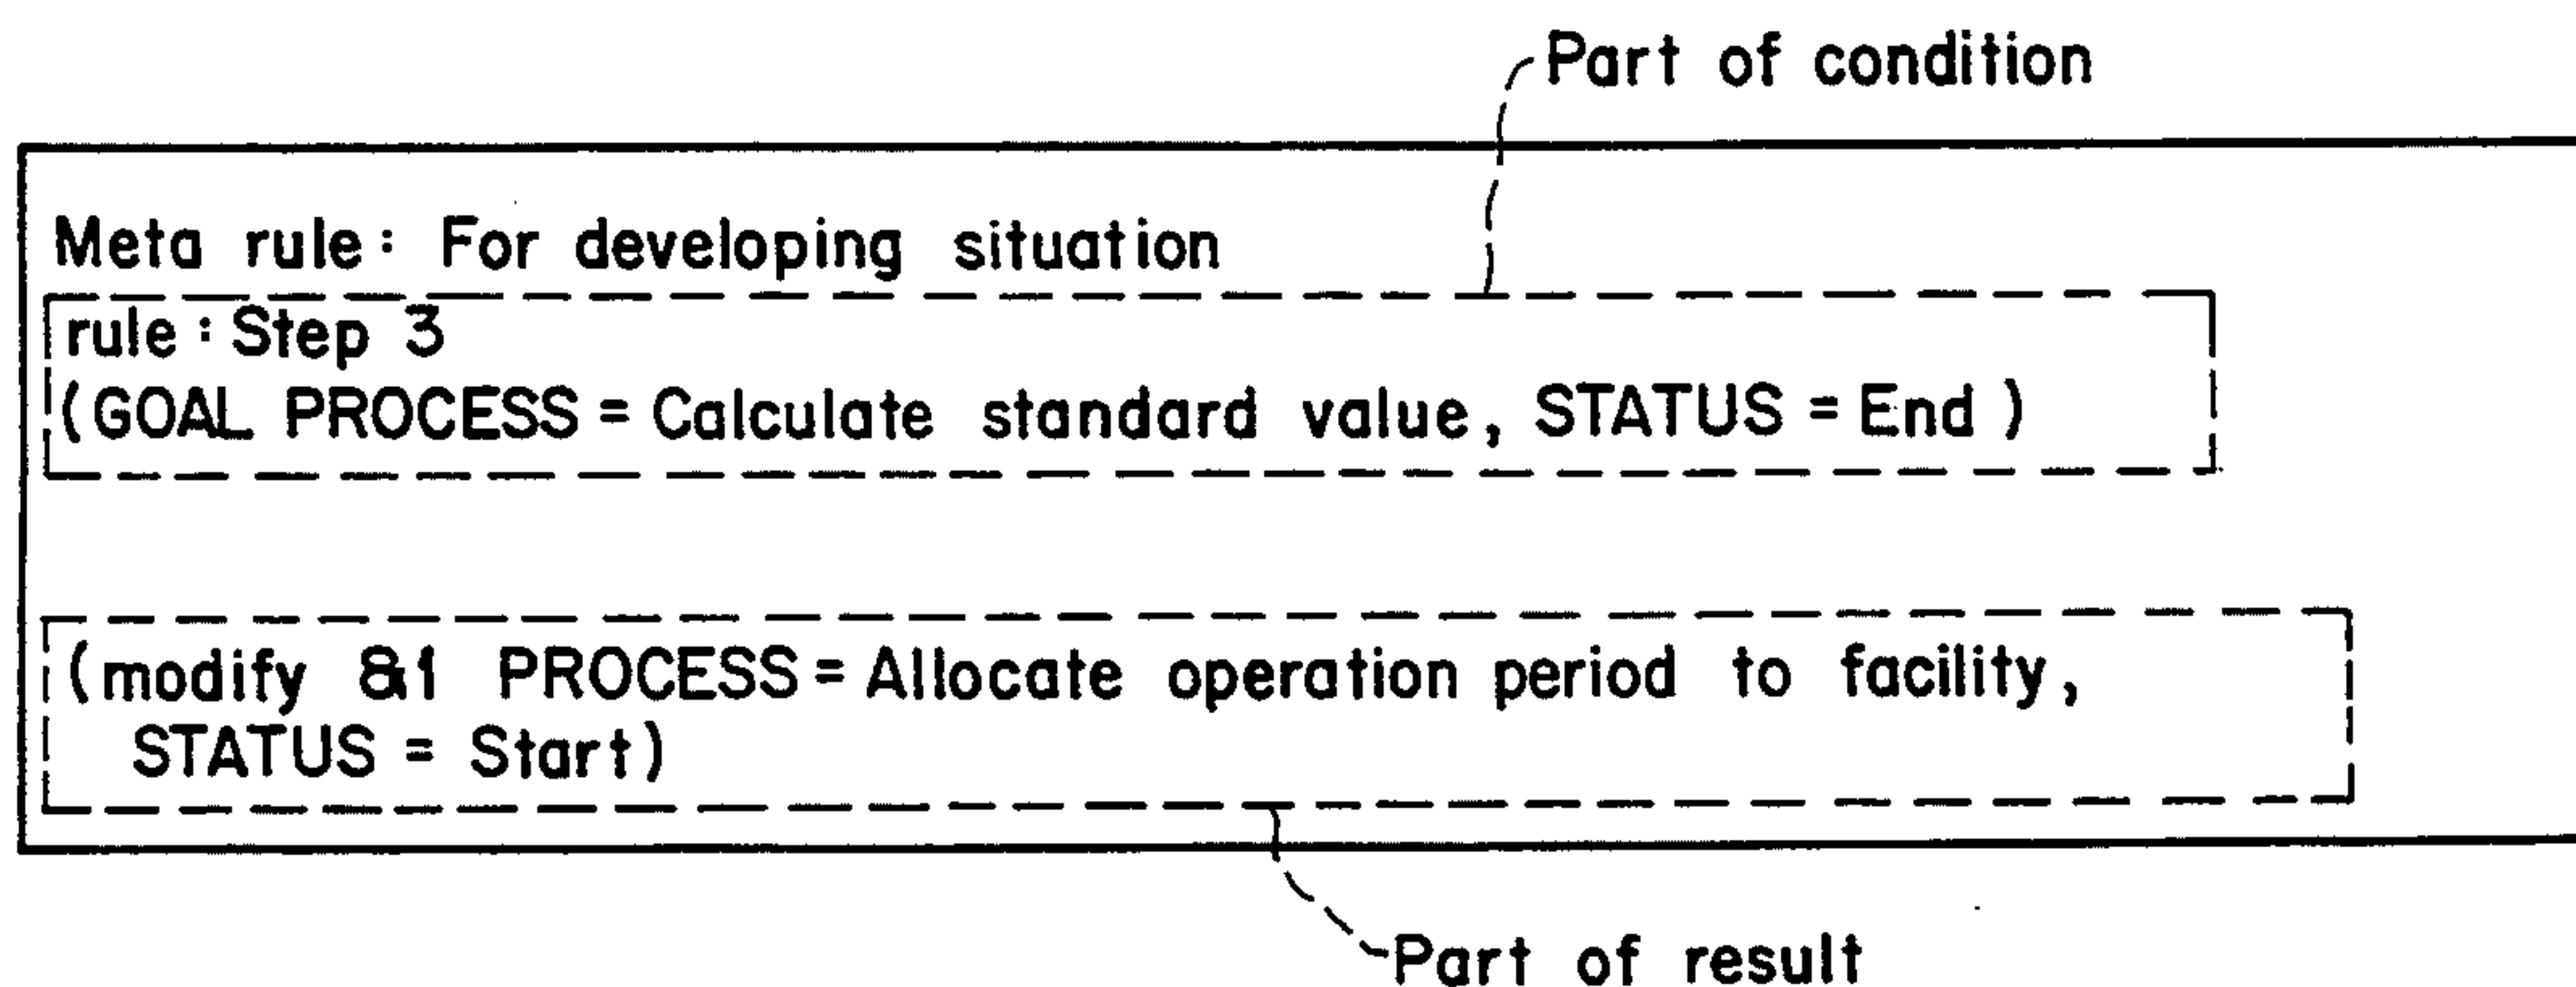 Part of condition
Meta rule: For developing situation
rule: Step 3
(GOAL PROCESS = Calculate standard value, STATUS = End )
(modify &1 PROCESS = Allocate operation period to facility,
STATUS = Start)
Part of result